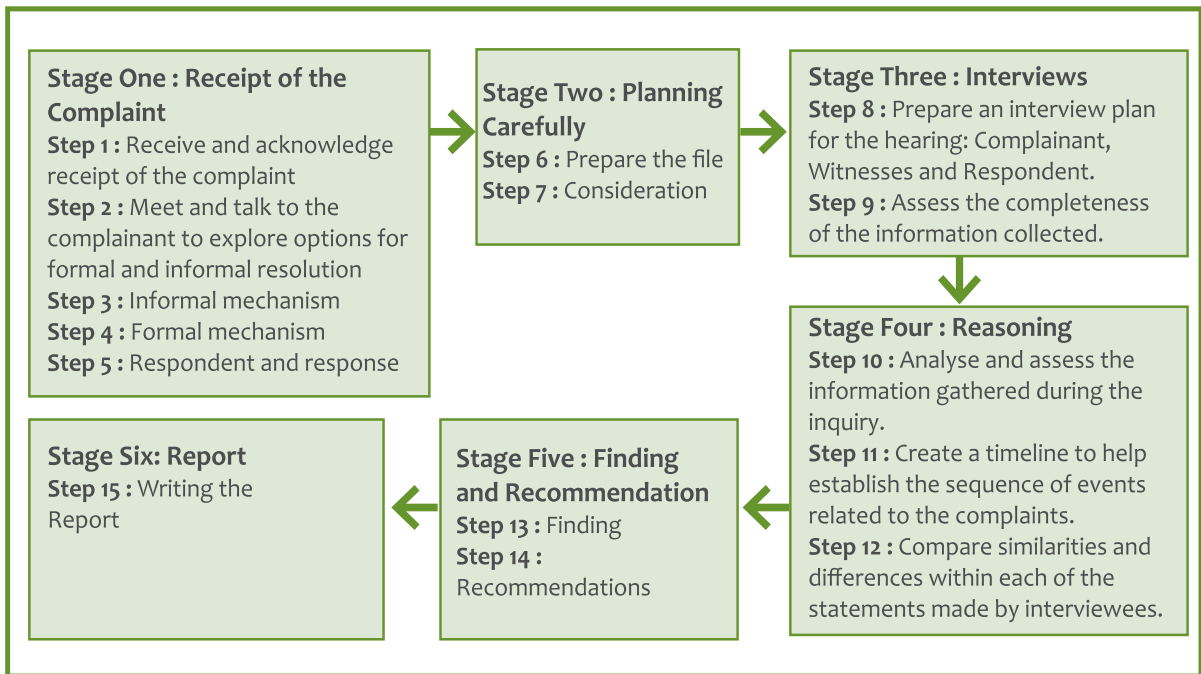 Stage One : Receipt of the
Complaint
Step 1 : Receive and acknowledge
receipt of the complaint
Step 2 : Meet and talk to the
complainant to explore options for
formal and informal resolution
Step 3 : Informal mechanism
Step 4 : Formal mechanism
Step 5 : Respondent and response
Stage Two : Planning
Carefully
Step 6 : Prepare the file
Step 7 : Consideration
Stage Three : Interviews
Step 8 : Prepare an interview plan
for the hearing: Complainant,
Witnesses and Respondent.
Step 9 : Assess the completeness
of the information collected.
Stage Four : Reasoning
Step 10 : Analyse and assess the
information gathered during the
inquiry.
Step 11 : Create a timeline to help
establish the sequence of events
related to the complaints.
Step 12 : Compare similarities and
differences within each of the
statements made by interviewees.
Stage Five : Finding
and Recommendation
Step 13 : Finding
Step 14 :
Recommendations
Stage Six: Report
Step 15 : Writing the
Report